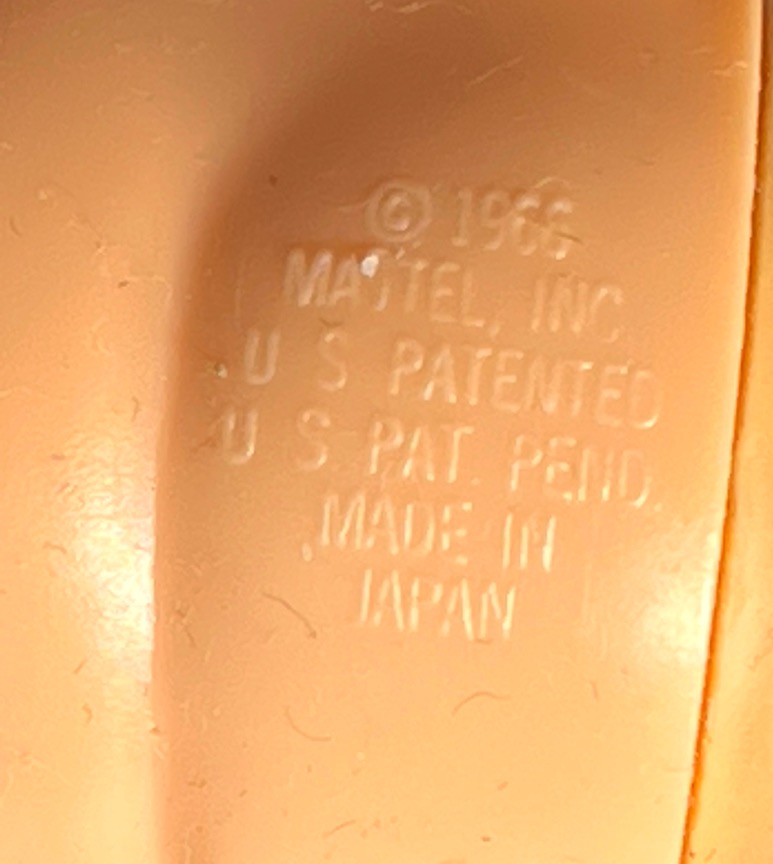 © 1966
MATTEL, INC.
U S PATENTED
U S PAT. PEND.
MADE IN
JAPAN